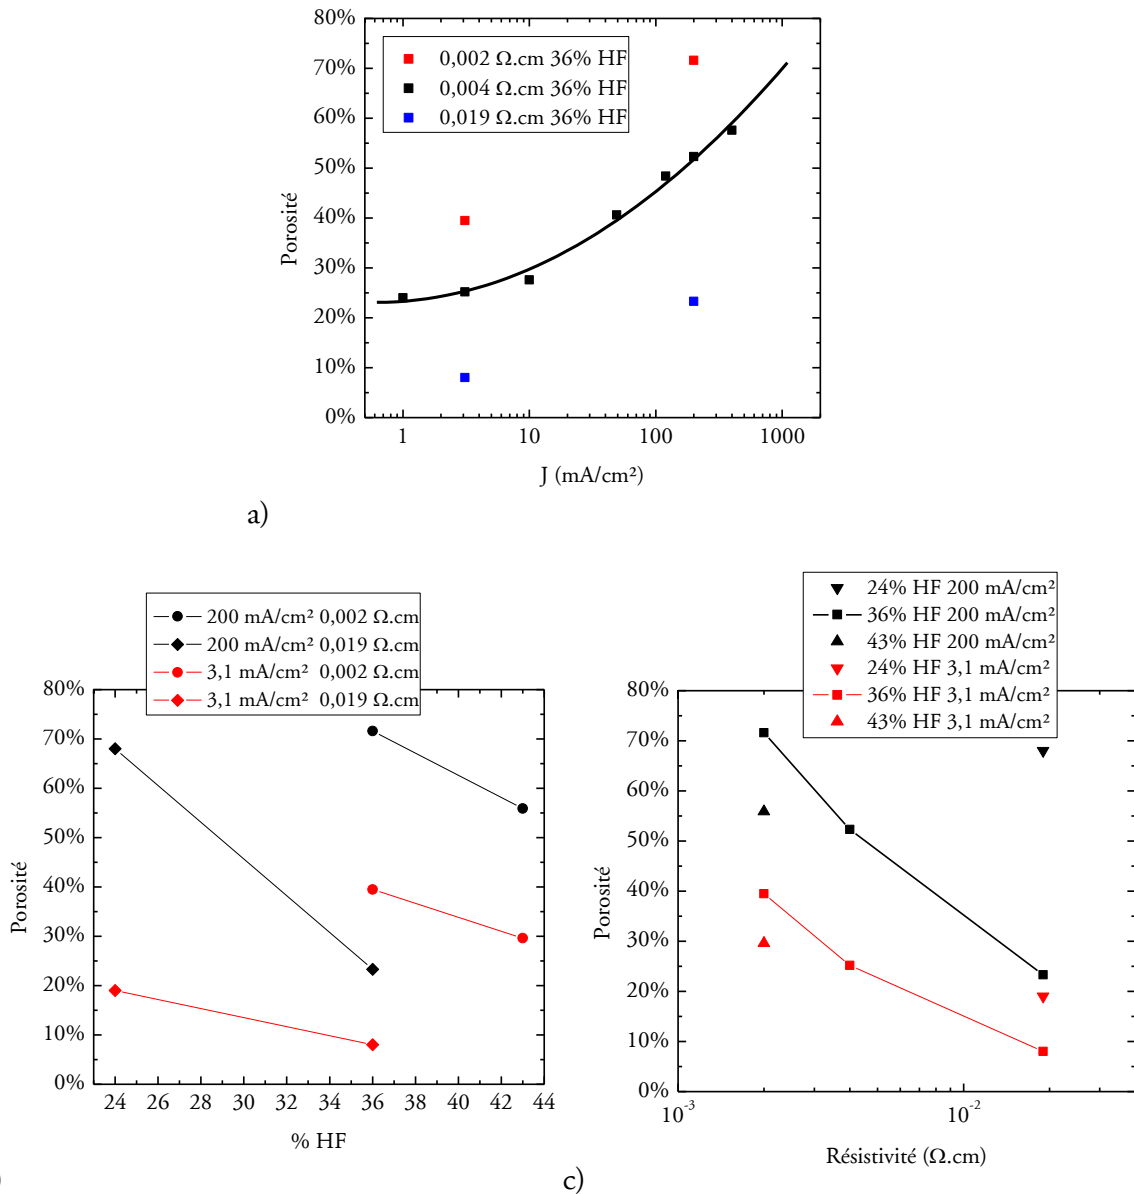 80%
70%
60%
50%
40%
30%
20%
10%
0%
Porosité
0,002 Ω.cm 36% HF
0,004 Ω.cm 36% HF
0,019 Ω.cm 36% HF
1 10 100 1000
J (mA/cm²)
a)
200 mA/cm² 0,002 Ω.cm
200 mA/cm² 0,019 Ω.cm
3,1 mA/cm² 0,002 Ω.cm
3,1 mA/cm² 0,019 Ω.cm
80%
70%
60%
50%
40%
30%
20%
10%
0%
Porosité
24 26 28 30 32 34 36 38 40 42 44
% HF
)
24% HF 200 mA/cm²
36% HF 200 mA/cm²
43% HF 200 mA/cm²
24% HF 3,1 mA/cm²
36% HF 3,1 mA/cm²
43% HF 3,1 mA/cm²
80%
70%
60%
50%
40%
30%
20%
10%
0%
Porosité
10⁻³ 10⁻²
Résistivité (Ω.cm)
c)